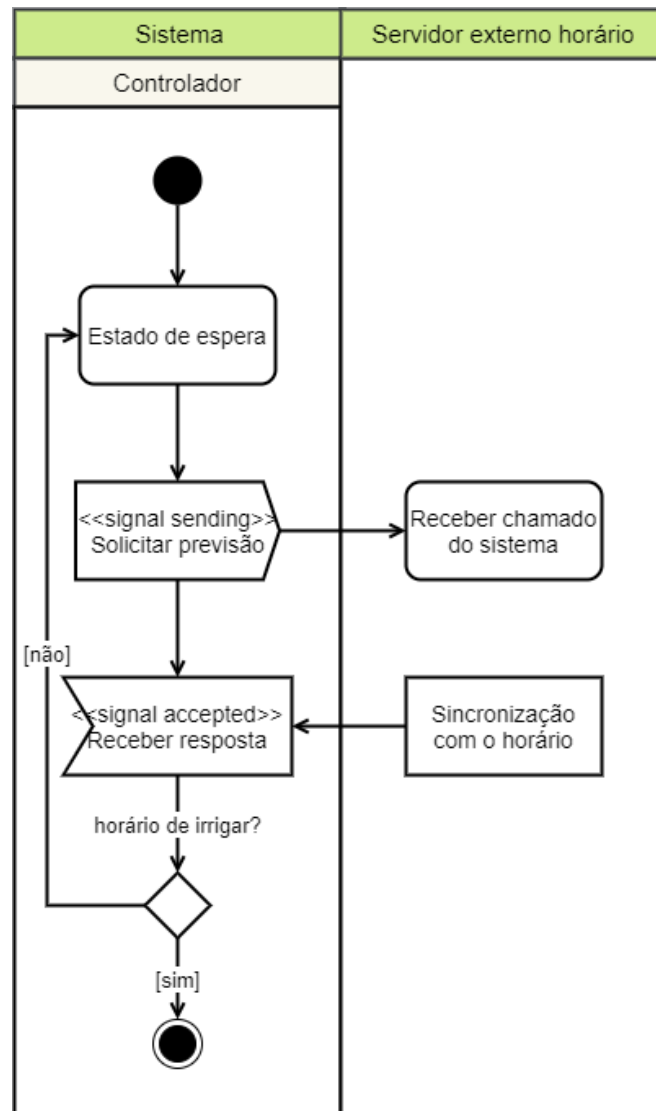 Sistema
Servidor externo horário
Controlador
Estado de espera
<<signal sending>>
Solicitar previsão
Receber chamado
do sistema
[não]
<<signal accepted>>
Receber resposta
Sincronização
com o horário
horário de irrigar?
[sim]